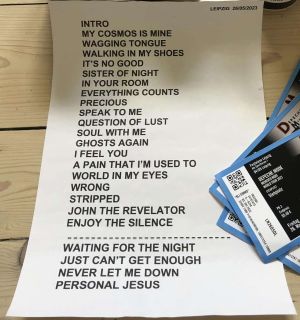 LEIPZIG 26/05/2023
INTRO
MY COSMOS IS MINE
WAGGING TONGUE
WALKING IN MY SHOES
IT'S NO GOOD
SISTER OF NIGHT
IN YOUR ROOM
EVERYTHING COUNTS
PRECIOUS
SPEAK TO ME
QUESTION OF LUST
SOUL WITH ME
GHOSTS AGAIN
I FEEL YOU
A PAIN THAT I'M USED TO
WORLD IN MY EYES
WRONG
STRIPPED
JOHN THE REVELATOR
ENJOY THE SILENCE
WAITING FOR THE NIGHT
JUST CAN'T GET ENOUGH
NEVER LET ME DOWN
PERSONAL JESUS
DEPECHE MODE